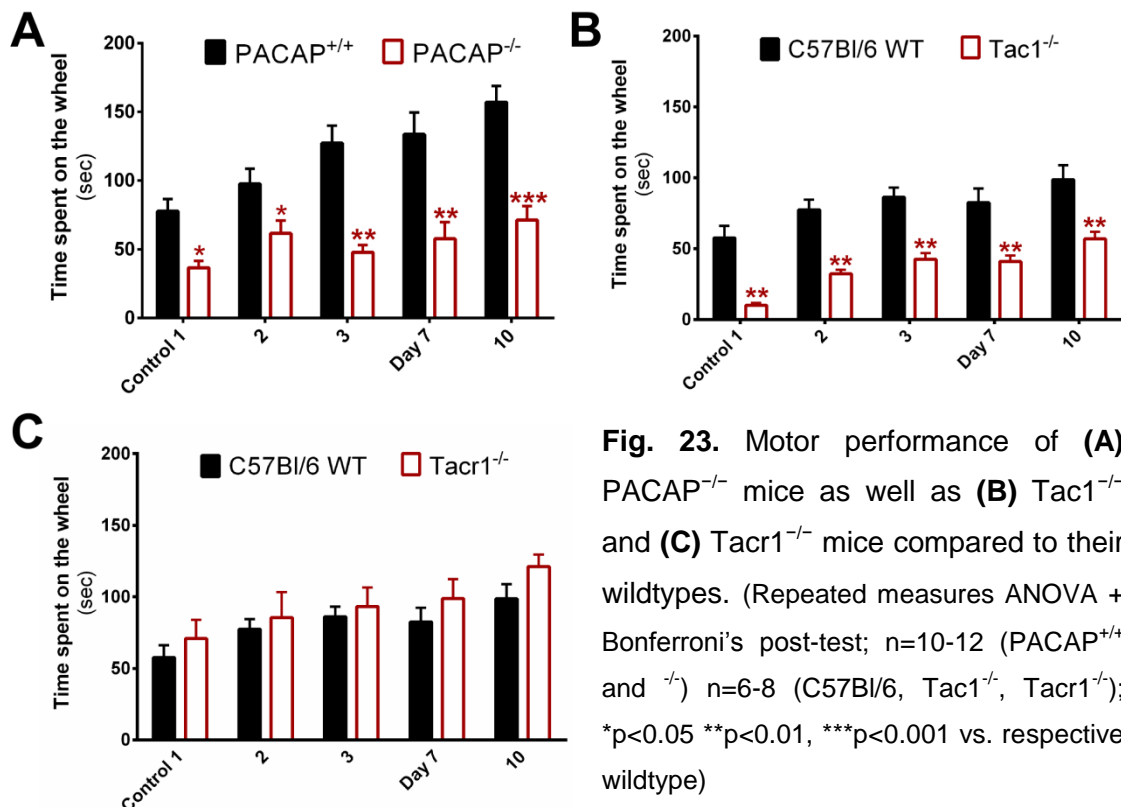 A
PACAP+/+ PACAP-/-
Time spent on the wheel
(sec)
200
150
100
50
0
Control 1
2
3
Day 7
10
*
*
**
**
***
B
C57Bl/6 WT Tac1-/-
Time spent on the wheel
(sec)
200
150
100
50
0
Control 1
2
3
Day 7
10
**
**
**
**
**
C
C57Bl/6 WT Tacr1-/-
Time spent on the wheel
(sec)
200
150
100
50
0
Control 1
2
3
Day 7
10
Fig. 23. Motor performance of (A)
PACAP−/− mice as well as (B) Tac1−/−
and (C) Tacr1−/− mice compared to their
wildtypes. (Repeated measures ANOVA +
Bonferroni's post-test; n=10-12 (PACAP+/+
and -/-) n=6-8 (C57Bl/6, Tac1-/-, Tacr1-/-);
*p<0.05 **p<0.01, ***p<0.001 vs. respective
wildtype)